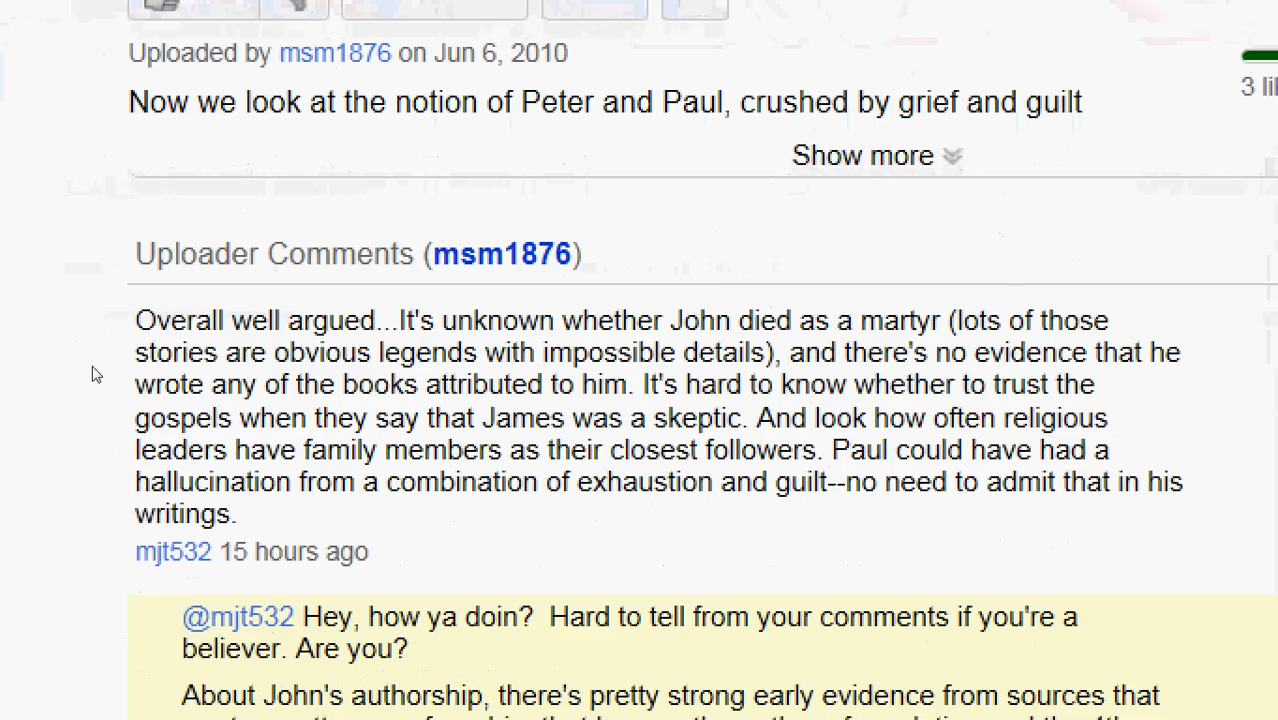 Uploaded by msm1876 on Jun 6, 2010
3 li
Now we look at the notion of Peter and Paul, crushed by grief and guilt
Show more
Uploader Comments (msm1876)
Overall well argued...It's unknown whether John died as a martyr (lots of those
stories are obvious legends with impossible details), and there's no evidence that he
wrote any of the books attributed to him. It's hard to know whether to trust the
gospels when they say that James was a skeptic. And look how often religious
leaders have family members as their closest followers. Paul could have had a
hallucination from a combination of exhaustion and guilt--no need to admit that in his
writings.
mjt532 15 hours ago
@mjt532 Hey, how ya doin?  Hard to tell from your comments if you're a
believer. Are you?
About John's authorship, there's pretty strong early evidence from sources that